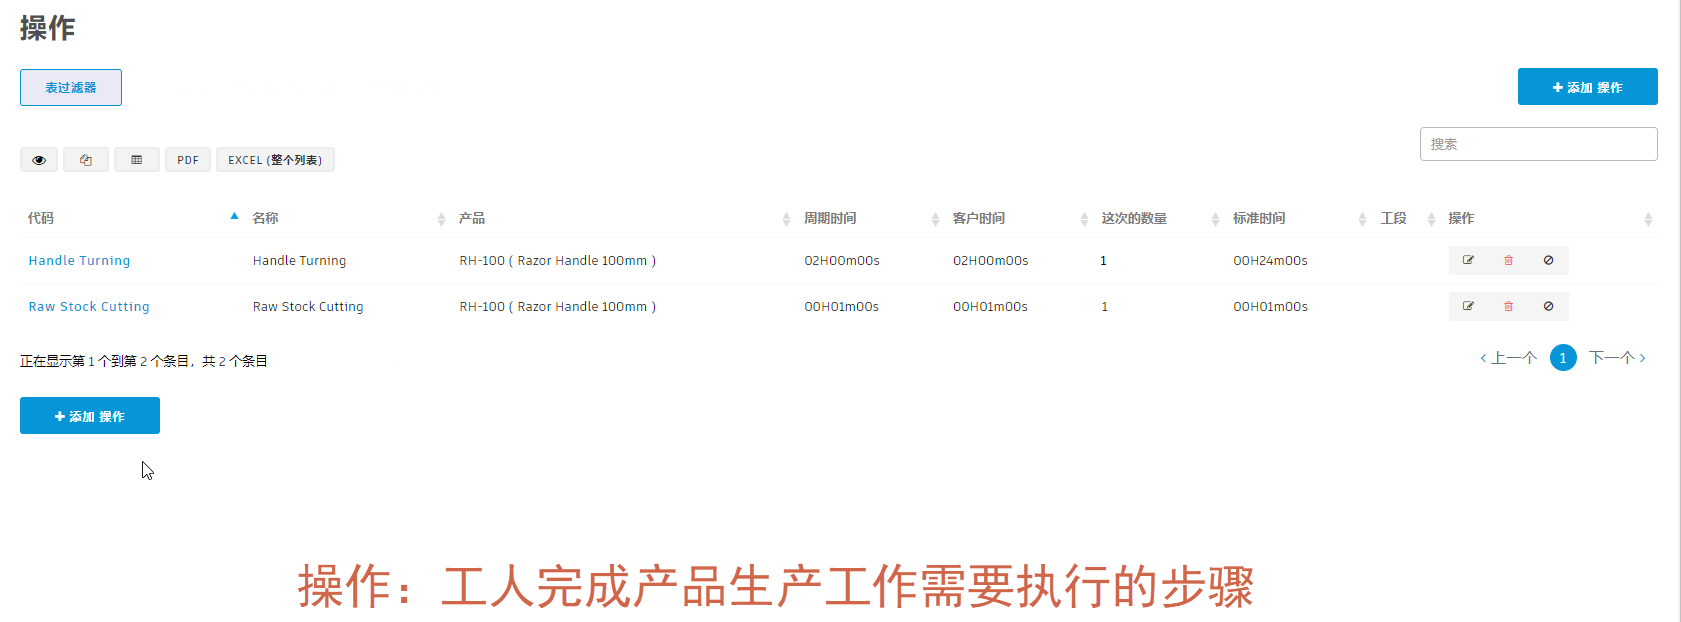 操作
表过滤器
+ 添加 操作
搜索
PDF EXCEL (整个列表)
代码 名称 产品 周期时间 客户时间 这次的数量 标准时间 工段 操作
Handle Turning Handle Turning RH-100 ( Razor Handle 100mm ) 02H00m00s 02H00m00s 1 00H24m00s
Raw Stock Cutting Raw Stock Cutting RH-100 ( Razor Handle 100mm ) 00H01m00s 00H01m00s 1 00H01m00s
正在显示第 1 个到第 2 个条目，共 2 个条目
‹ 上一个 1 下一个 ›
+ 添加 操作
操作：工人完成产品生产工作需要执行的步骤